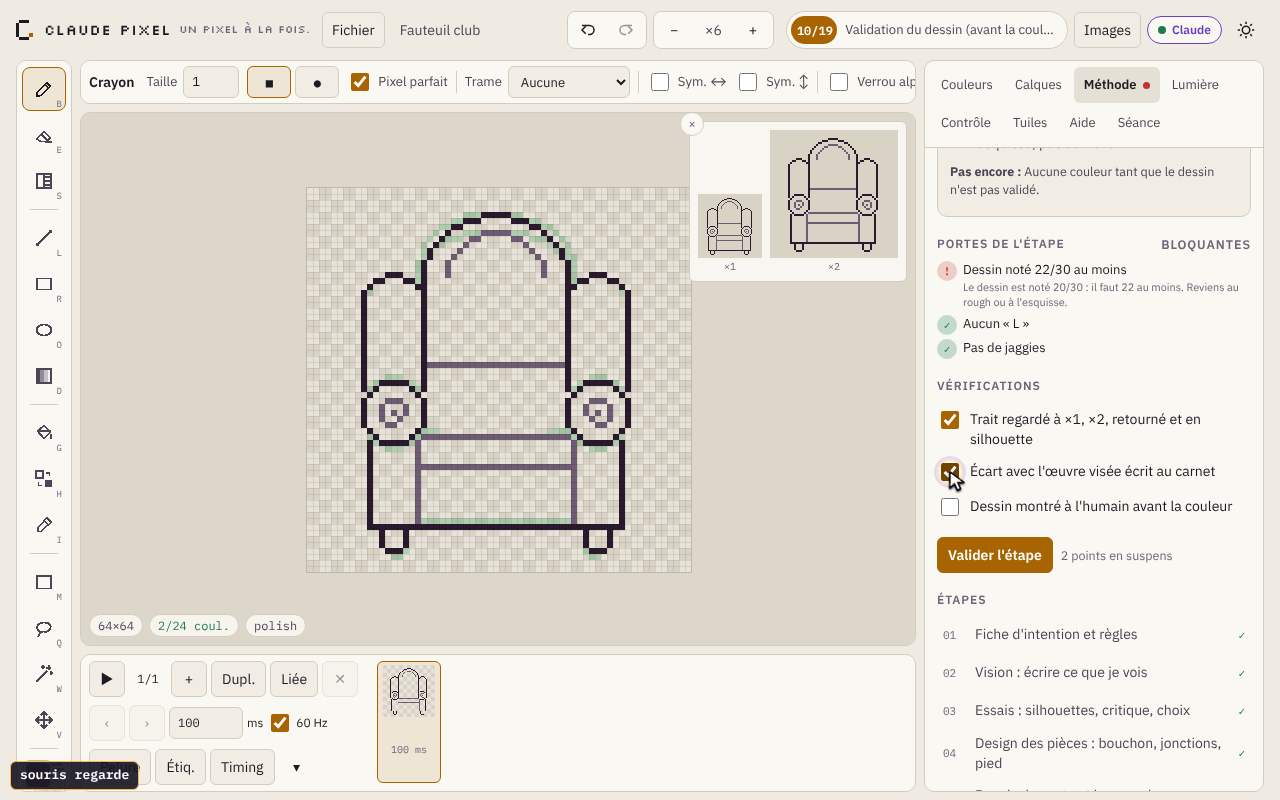 CLAUDE PIXEL UN PIXEL À LA FOIS. Fichier Fauteuil club − ×6 + 10/19 Validation du dessin (avant la coul… Images Claude
Crayon Taille 1 Pixel parfait Trame Aucune Sym. ↔ Sym. ↕ Verrou alp
B
E
S
L
R
O
D
G
H
I
M
Q
W
V
×
×1 ×2
64×64 2/24 coul. polish
▶ 1/1 + Dupl. Liée ✕
‹ › 100 ms 60 Hz
Étiq. Timing ▼
100 ms
souris regarde
Couleurs Calques Méthode Lumière
Contrôle Tuiles Aide Séance
Pas encore : Aucune couleur tant que le dessin
n'est pas validé.
PORTES DE L'ÉTAPE BLOQUANTES
! Dessin noté 22/30 au moins
Le dessin est noté 20/30 : il faut 22 au moins. Reviens au
rough ou à l'esquisse.
✓ Aucun « L »
✓ Pas de jaggies
VÉRIFICATIONS
Trait regardé à ×1, ×2, retourné et en
silhouette
Écart avec l'œuvre visée écrit au carnet
Dessin montré à l'humain avant la couleur
Valider l'étape 2 points en suspens
ÉTAPES
01 Fiche d'intention et règles ✓
02 Vision : écrire ce que je vois ✓
03 Essais : silhouettes, critique, choix ✓
04 Design des pièces : bouchon, jonctions,
pied ✓